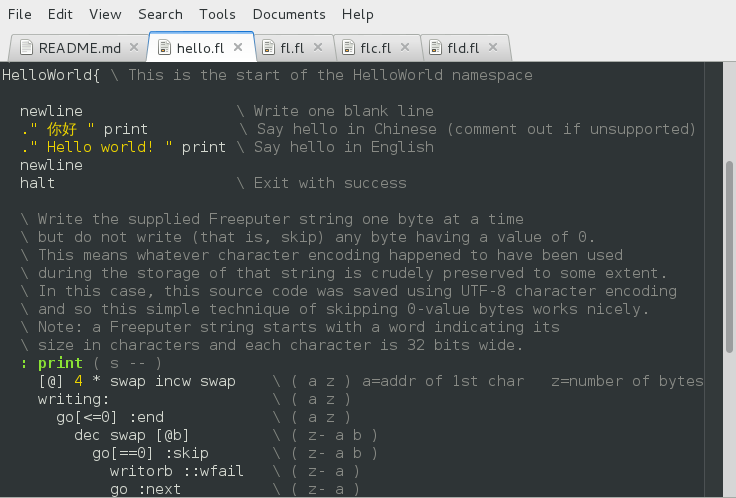 File Edit View Search Tools Documents Help
README.md hello.fl fl.fl flc.fl fld.fl
HelloWorld{ \ This is the start of the HelloWorld namespace
newline \ Write one blank line
." 你好 " print \ Say hello in Chinese (comment out if unsupported)
." Hello world! " print \ Say hello in English
newline
halt \ Exit with success
\ Write the supplied Freeputer string one byte at a time
\ but do not write (that is, skip) any byte having a value of 0.
\ This means whatever character encoding happened to have been used
\ during the storage of that string is crudely preserved to some extent.
\ In this case, this source code was saved using UTF-8 character encoding
\ and so this simple technique of skipping 0-value bytes works nicely.
\ Note: a Freeputer string starts with a word indicating its
\ size in characters and each character is 32 bits wide.
: print ( s -- )
[@] 4 * swap incw swap \ ( a z ) a=addr of 1st char z=number of bytes
writing: \ ( a z )
go[<=0] :end \ ( a z )
dec swap [@b] \ ( z- a b )
go[==0] :skip \ ( z- a b )
writorb ::wfail \ ( z- a )
go :next \ ( z- a )